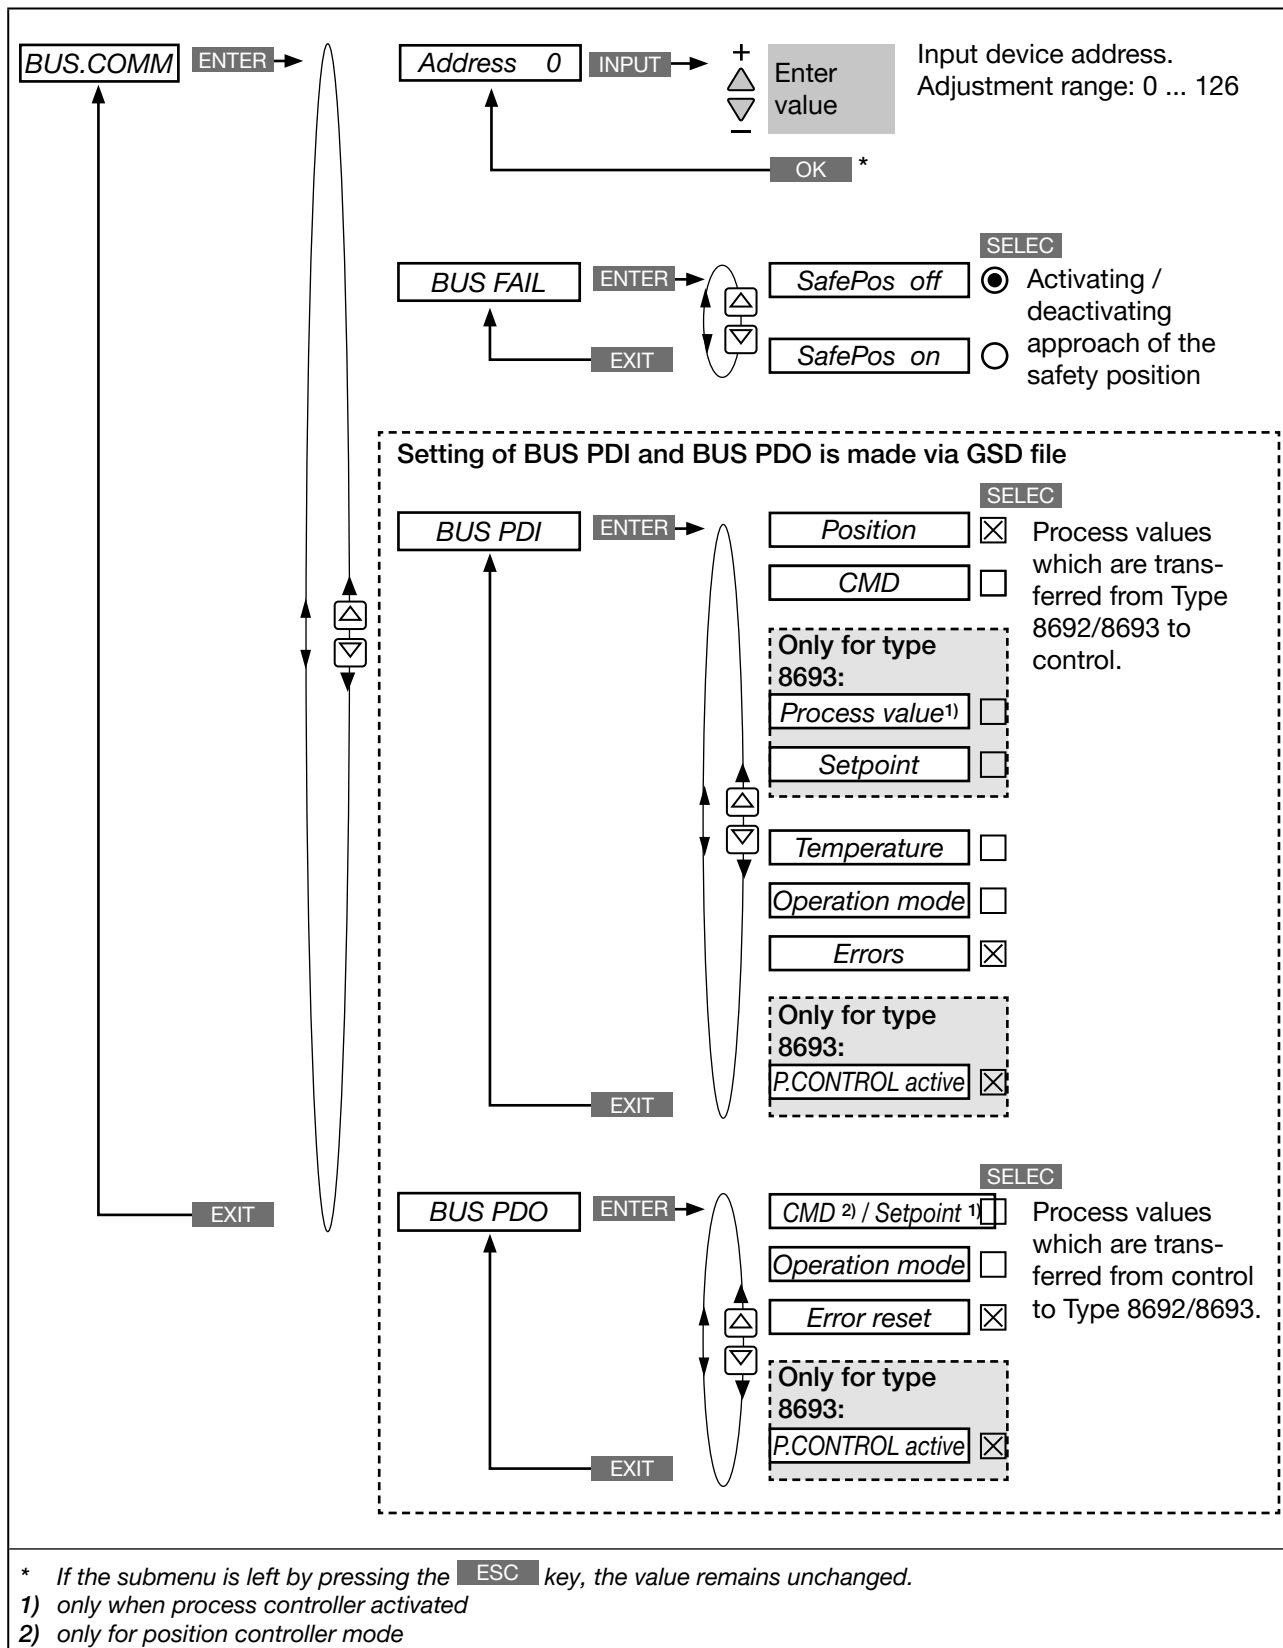 BUS.COMM ENTER
Address 0 INPUT
+
Enter
value
–
Input device address.
Adjustment range: 0 ... 126
OK *
SELEC
BUS FAIL ENTER
SafePos off
Activating /
deactivating
approach of the
safety position
SafePos on
EXIT
Setting of BUS PDI and BUS PDO is made via GSD file
SELEC
BUS PDI ENTER
Position
Process values
which are trans-
ferred from Type
8692/8693 to
control.
CMD
Only for type
8693:
Process value 1)
Setpoint
Temperature
Operation mode
Errors
Only for type
8693:
P.CONTROL active
EXIT
SELEC
EXIT
BUS PDO ENTER
CMD 2) / Setpoint 1)
Process values
which are trans-
ferred from control
to Type 8692/8693.
Operation mode
Error reset
Only for type
8693:
P.CONTROL active
EXIT
* If the submenu is left by pressing the ESC key, the value remains unchanged.
1) only when process controller activated
2) only for position controller mode